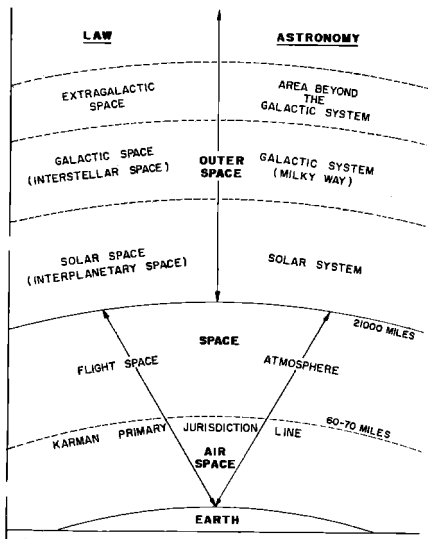 LAW
ASTRONOMY
EXTRAGALACTIC
SPACE
AREA BEYOND
THE
GALACTIC SYSTEM
GALACTIC SPACE
(INTERSTELLAR SPACE)
OUTER
SPACE
GALACTIC SYSTEM
(MILKY WAY)
SOLAR SPACE
(INTERPLANETARY SPACE)
SOLAR SYSTEM
21000 MILES
SPACE
FLIGHT SPACE
ATMOSPHERE
60-70 MILES
KARMAN PRIMARY JURISDICTION LINE
AIR
SPACE
EARTH